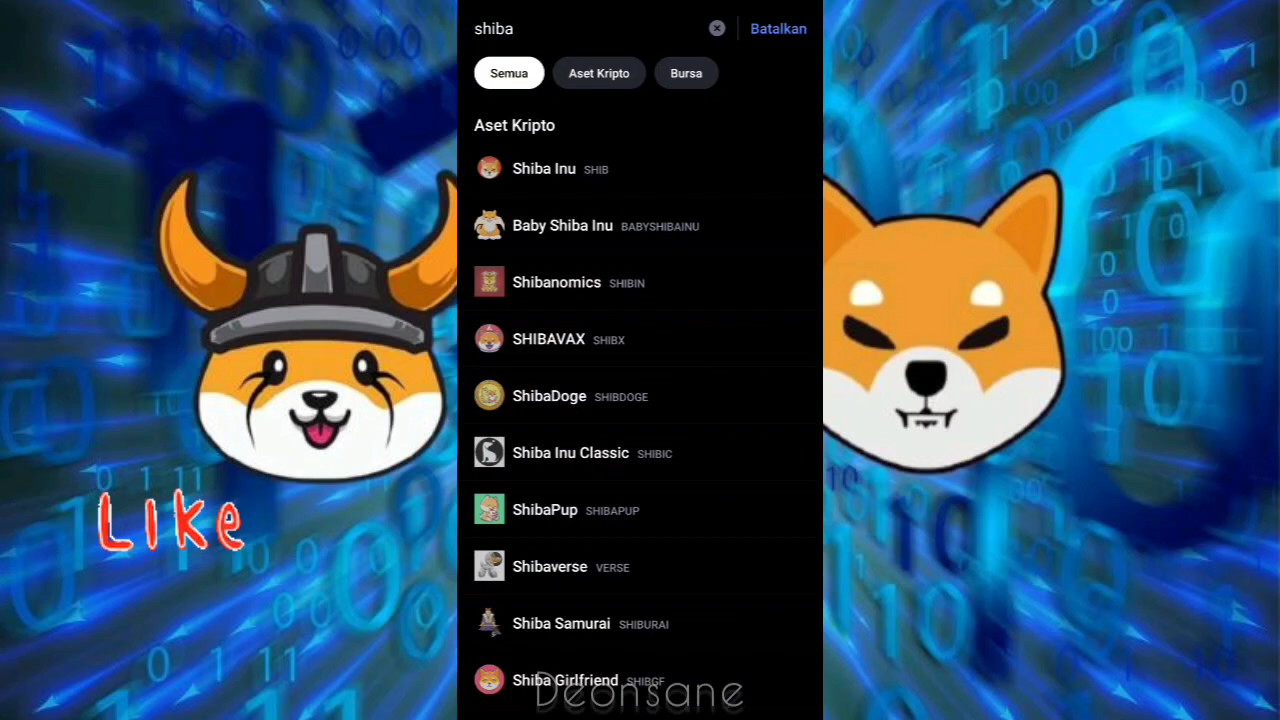 shiba
Batalkan
Semua
Aset Kripto
Bursa
Aset Kripto
Shiba Inu SHIB
Baby Shiba Inu BABYSHIBAINU
Shibanomics SHIBIN
SHIBAVAX SHIBX
ShibaDoge SHIBDOGE
Shiba Inu Classic SHIBIC
ShibaPup SHIBAPUP
Shibaverse VERSE
Shiba Samurai SHIBURAI
Shiba Girlfriend SHIBGF
Like
Deonsane